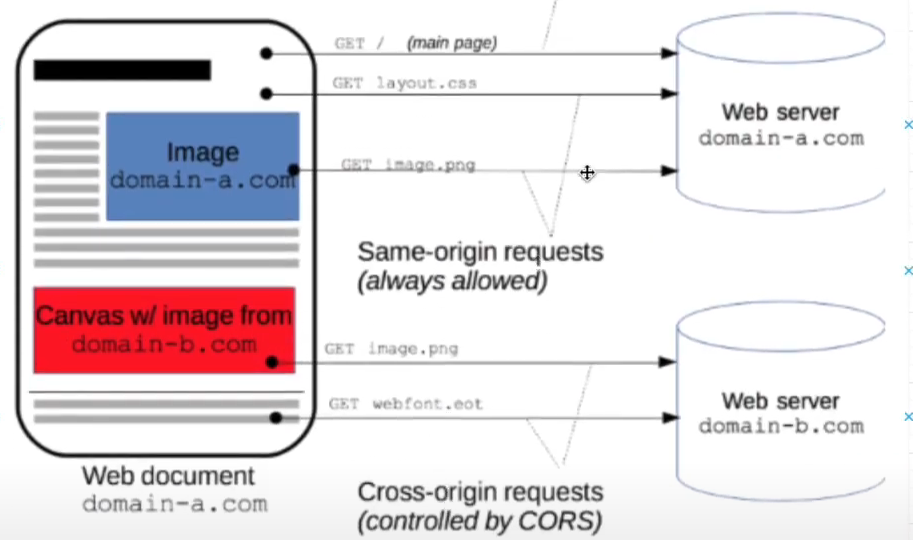 GET / (main page)
GET layout.css
Image
domain-a.com
GET image.png
Web server
domain-a.com
Same-origin requests
(always allowed)
Canvas w/ image from
domain-b.com
GET image.png
GET webfont.eot
Web server
domain-b.com
Web document
domain-a.com
Cross-origin requests
(controlled by CORS)